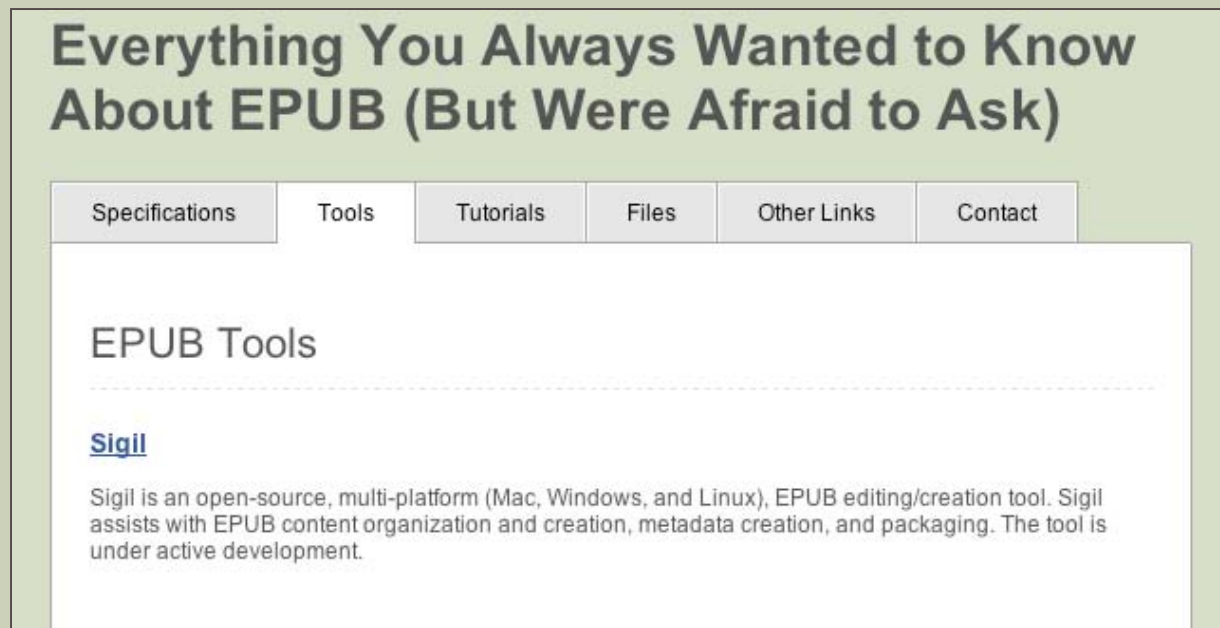 Everything You Always Wanted to Know
About EPUB (But Were Afraid to Ask)
Specifications Tools Tutorials Files Other Links Contact
EPUB Tools
Sigil
Sigil is an open-source, multi-platform (Mac, Windows, and Linux), EPUB editing/creation tool. Sigil
assists with EPUB content organization and creation, metadata creation, and packaging. The tool is
under active development.